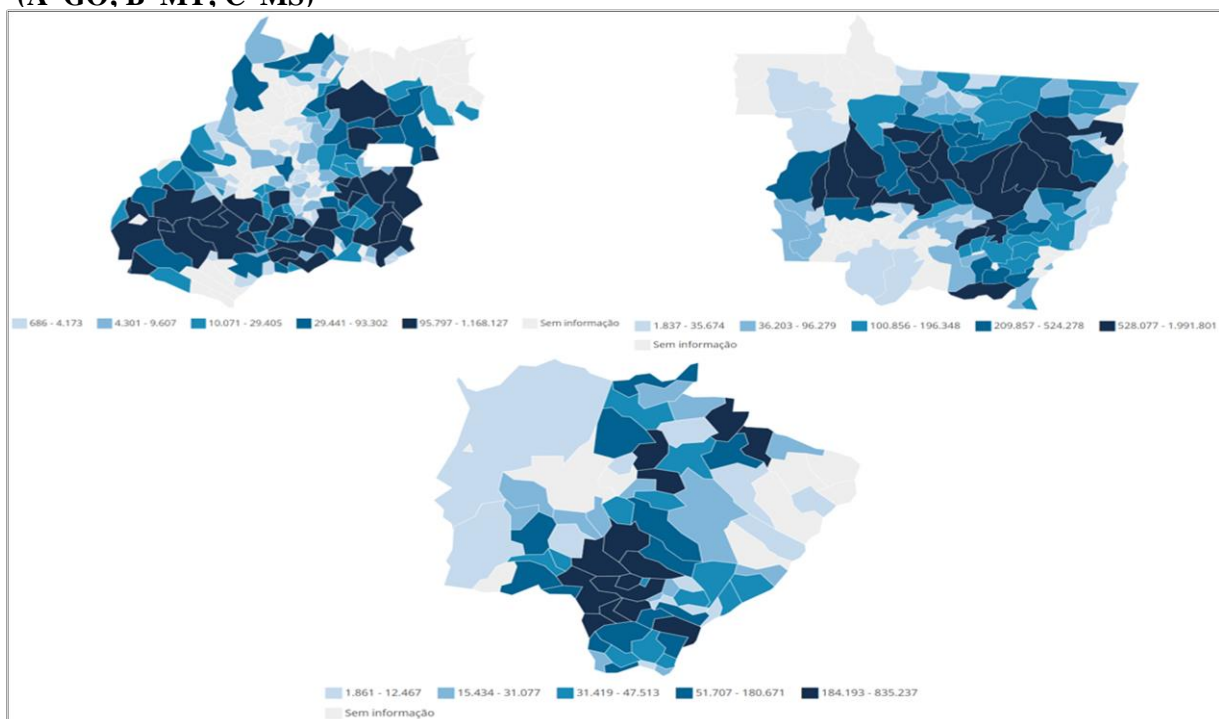 (A-GO; B-MT; C-MS)
686 - 4.173 4.301 - 9.607 10.071 - 29.405 29.441 - 93.302 95.797 - 1.168.127 Sem informação
1.837 - 35.674 36.203 - 96.279 100.856 - 196.348 209.857 - 524.278 528.077 - 1.991.801
Sem informação
1.861 - 12.467 15.434 - 31.077 31.419 - 47.513 51.707 - 180.671 184.193 - 835.237
Sem informação